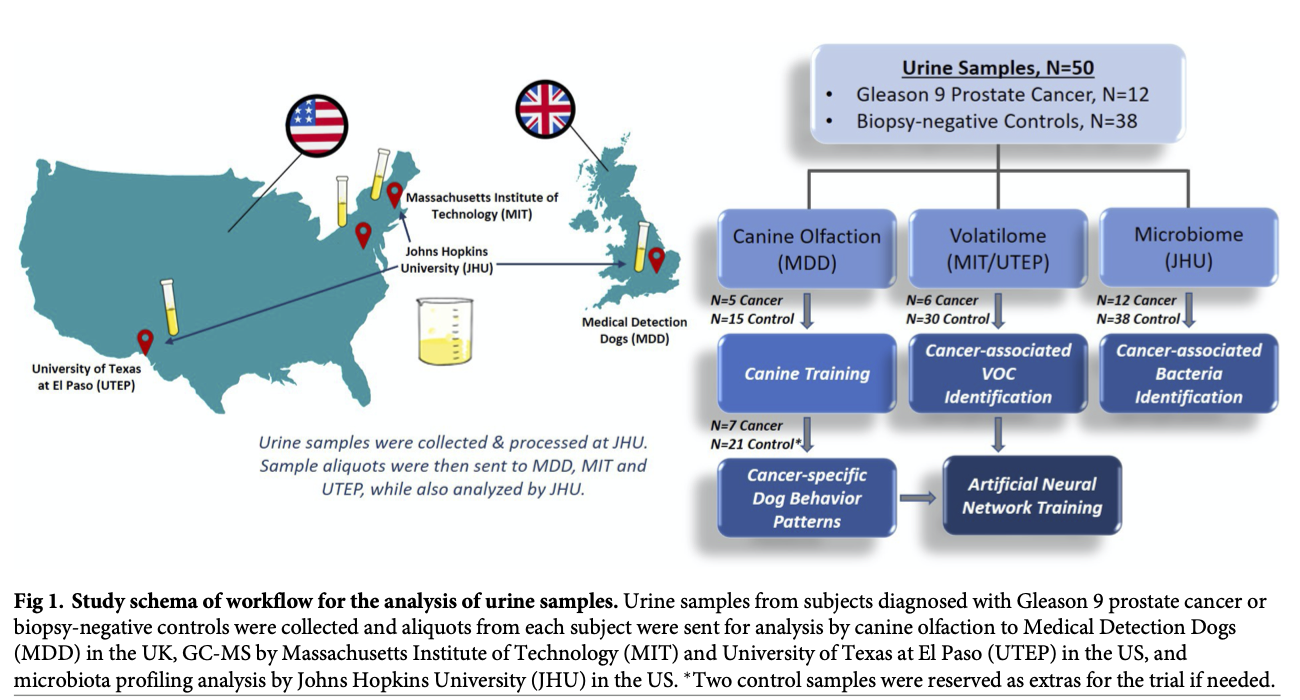 Massachusetts Institute of
Technology (MIT)
Johns Hopkins
University (JHU)
Medical Detection
Dogs (MDD)
University of Texas
at El Paso (UTEP)
Urine samples were collected & processed at JHU.
Sample aliquots were then sent to MDD, MIT and
UTEP, while also analyzed by JHU.
Urine Samples, N=50
• Gleason 9 Prostate Cancer, N=12
• Biopsy-negative Controls, N=38
Canine Olfaction
(MDD)
N=5 Cancer
N=15 Control
Canine Training
N=7 Cancer
N=21 Control*
Cancer-specific
Dog Behavior
Patterns
Volatilome
(MIT/UTEP)
N=6 Cancer
N=30 Control
Cancer-associated
VOC
Identification
Artificial Neural
Network Training
Microbiome
(JHU)
N=12 Cancer
N=38 Control
Cancer-associated
Bacteria
Identification
Fig 1. Study schema of workflow for the analysis of urine samples. Urine samples from subjects diagnosed with Gleason 9 prostate cancer or
biopsy-negative controls were collected and aliquots from each subject were sent for analysis by canine olfaction to Medical Detection Dogs
(MDD) in the UK, GC-MS by Massachusetts Institute of Technology (MIT) and University of Texas at El Paso (UTEP) in the US, and
microbiota profiling analysis by Johns Hopkins University (JHU) in the US. *Two control samples were reserved as extras for the trial if needed.